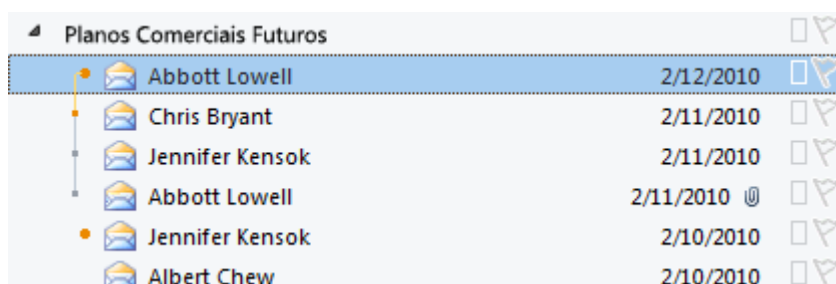 Planos Comerciais Futuros
Abbott Lowell 2/12/2010
Chris Bryant 2/11/2010
Jennifer Kensok 2/11/2010
Abbott Lowell 2/11/2010
Jennifer Kensok 2/10/2010
Albert Chew 2/10/2010